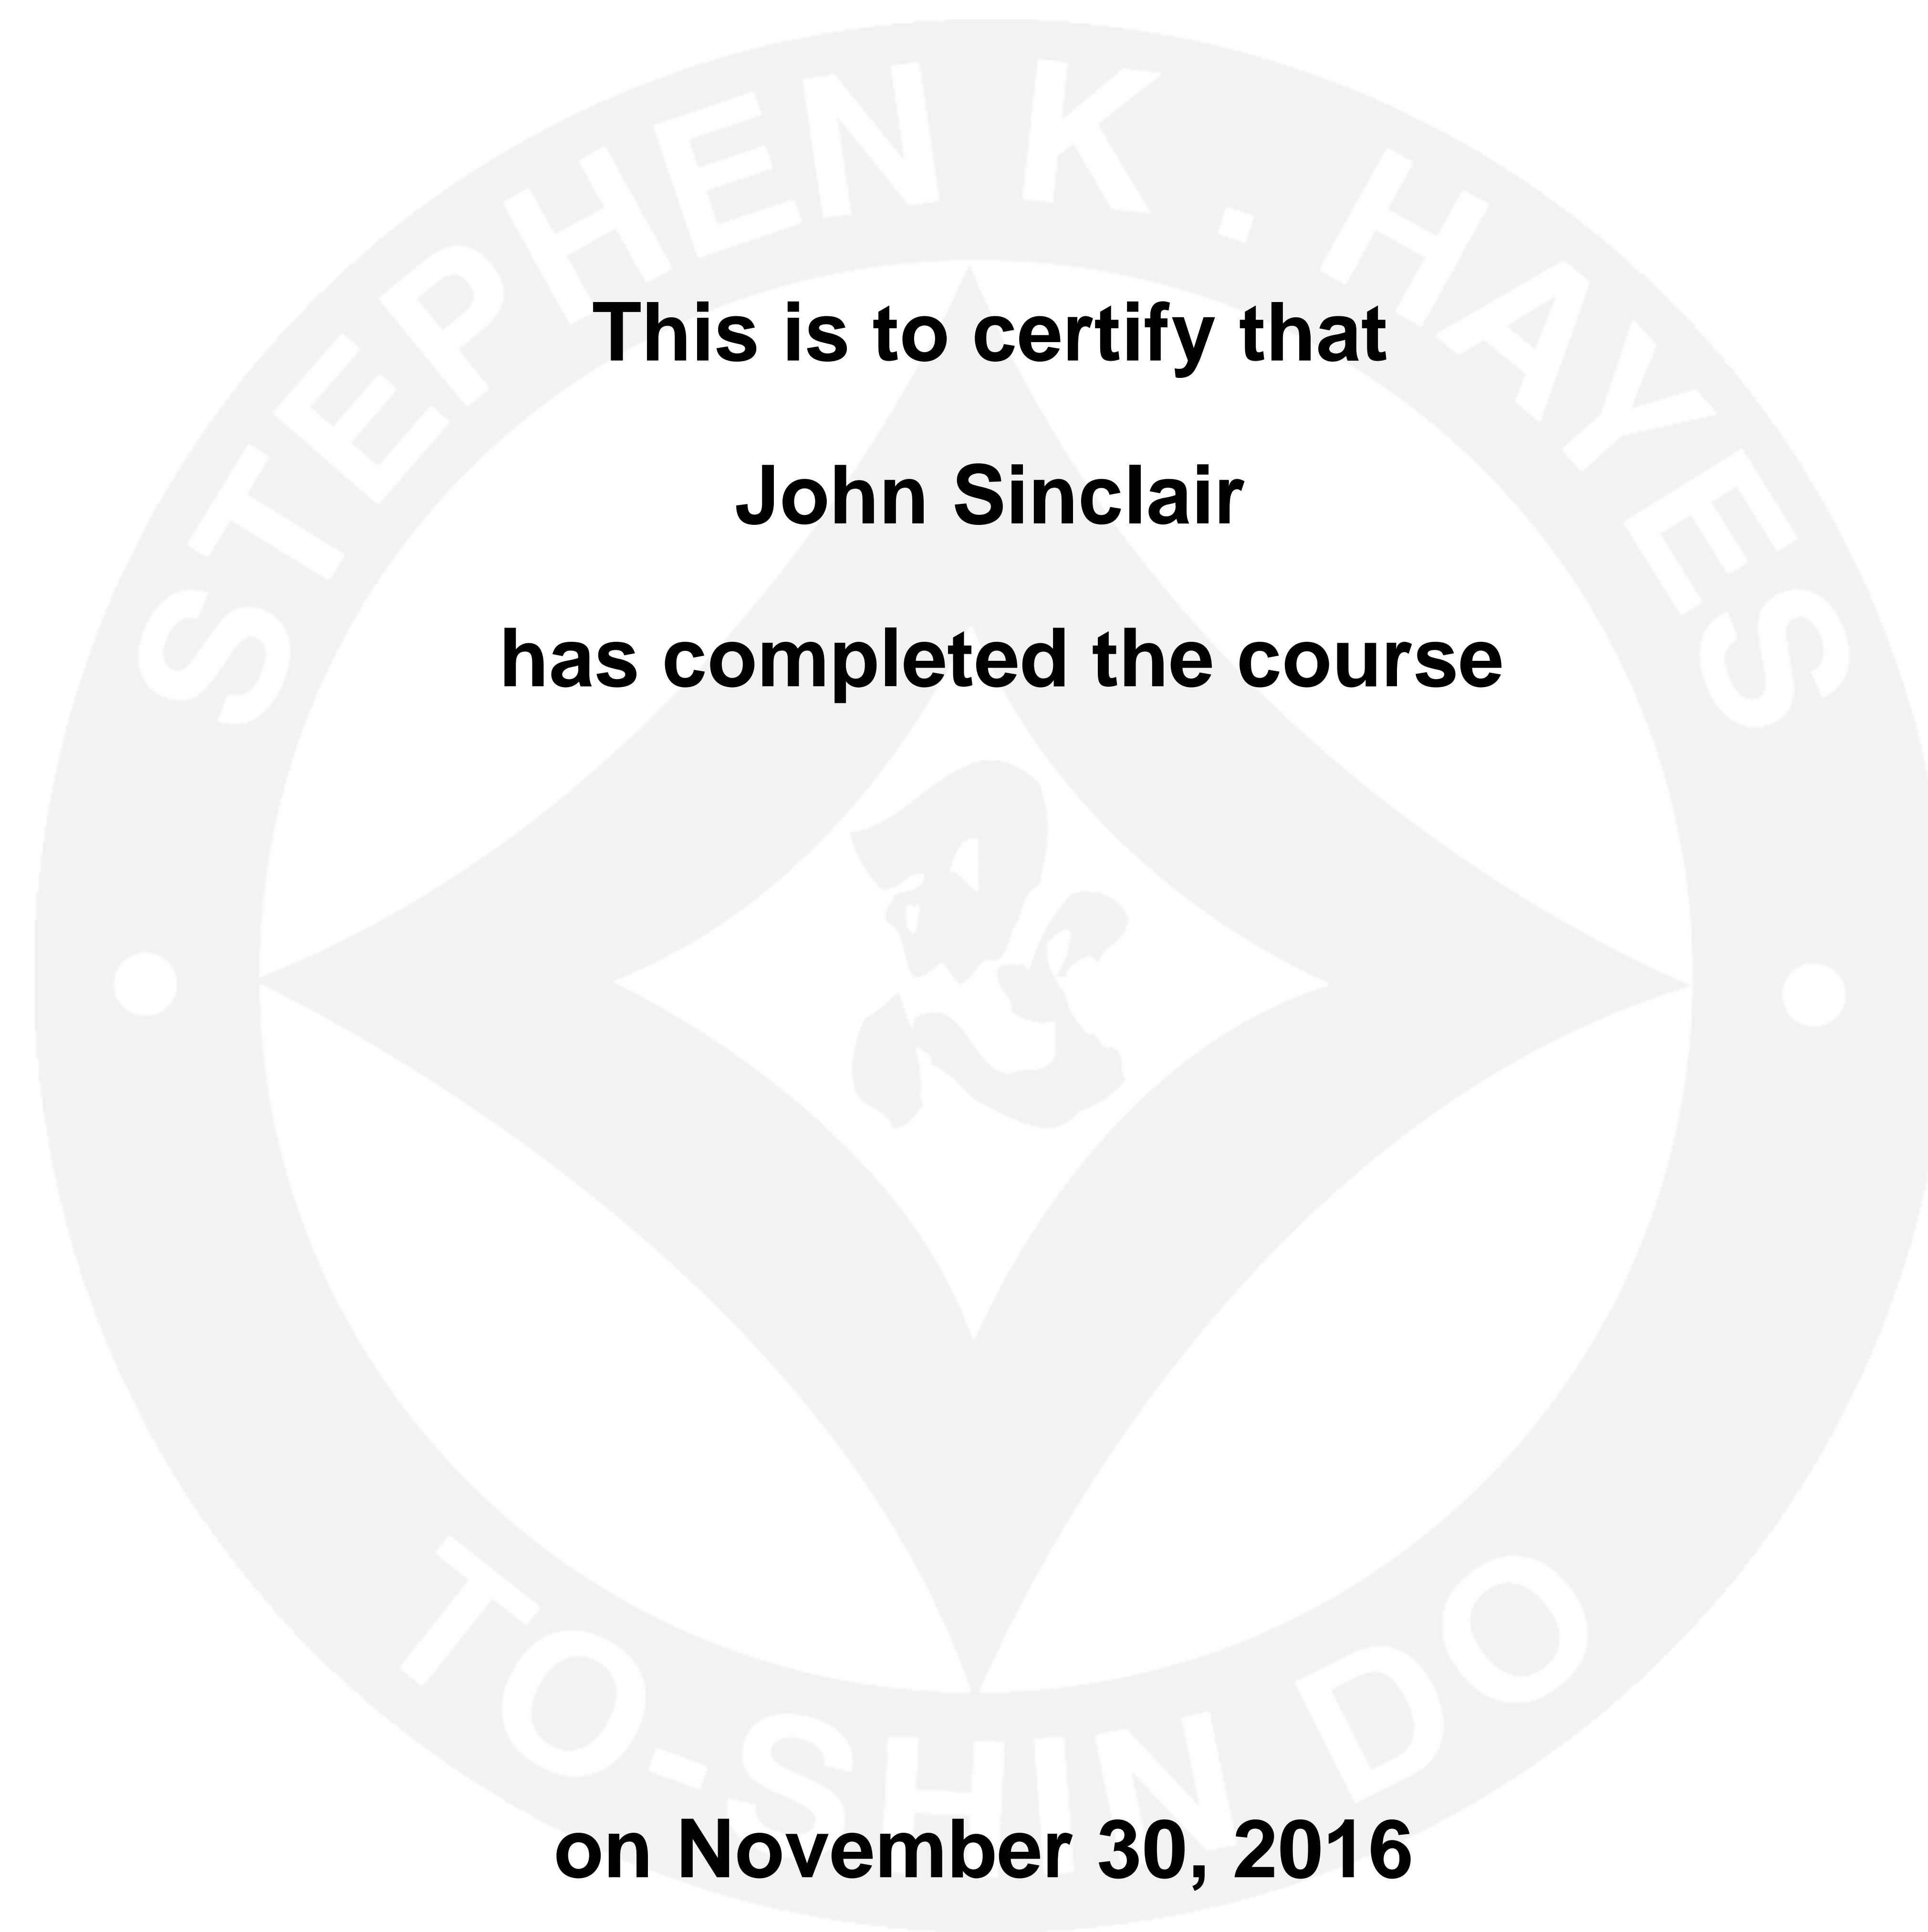 STEPHEN K. HAYES
This is to certify that
John Sinclair
has completed the course
忍
TO-SHIN DO
on November 30, 2016